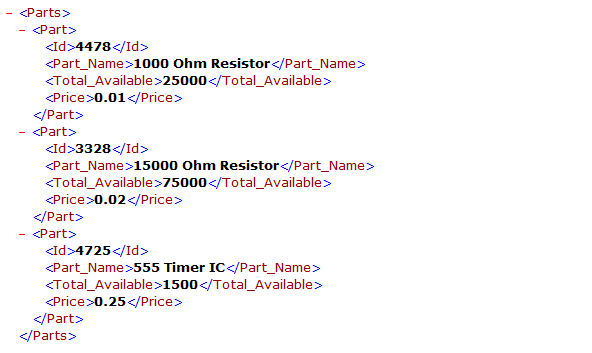 − <Parts>
− <Part>
<Id>4478</Id>
<Part_Name>1000 Ohm Resistor</Part_Name>
<Total_Available>25000</Total_Available>
<Price>0.01</Price>
</Part>
− <Part>
<Id>3328</Id>
<Part_Name>15000 Ohm Resistor</Part_Name>
<Total_Available>75000</Total_Available>
<Price>0.02</Price>
</Part>
− <Part>
<Id>4725</Id>
<Part_Name>555 Timer IC</Part_Name>
<Total_Available>1500</Total_Available>
<Price>0.25</Price>
</Part>
</Parts>